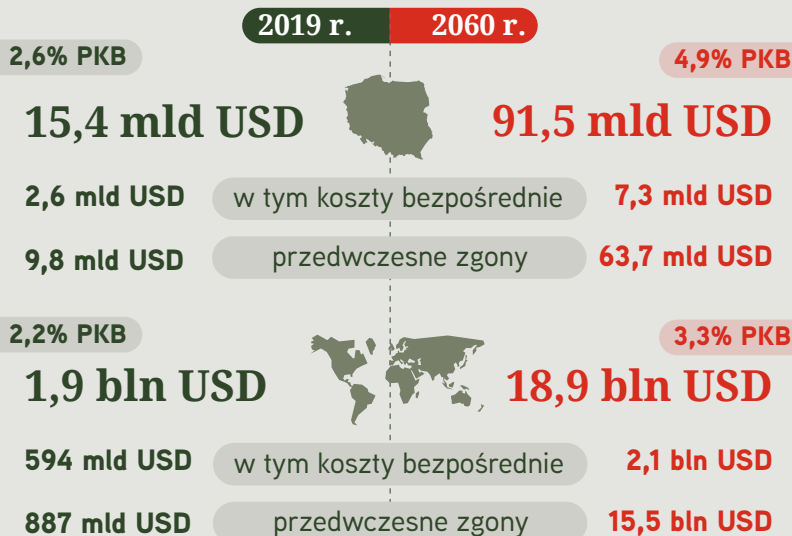 2019 r. 2060 r.
2,6% PKB 4,9% PKB
15,4 mld USD 91,5 mld USD
2,6 mld USD w tym koszty bezpośrednie 7,3 mld USD
9,8 mld USD przedwczesne zgony 63,7 mld USD
2,2% PKB 3,3% PKB
1,9 bln USD 18,9 bln USD
594 mld USD w tym koszty bezpośrednie 2,1 bln USD
887 mld USD przedwczesne zgony 15,5 bln USD